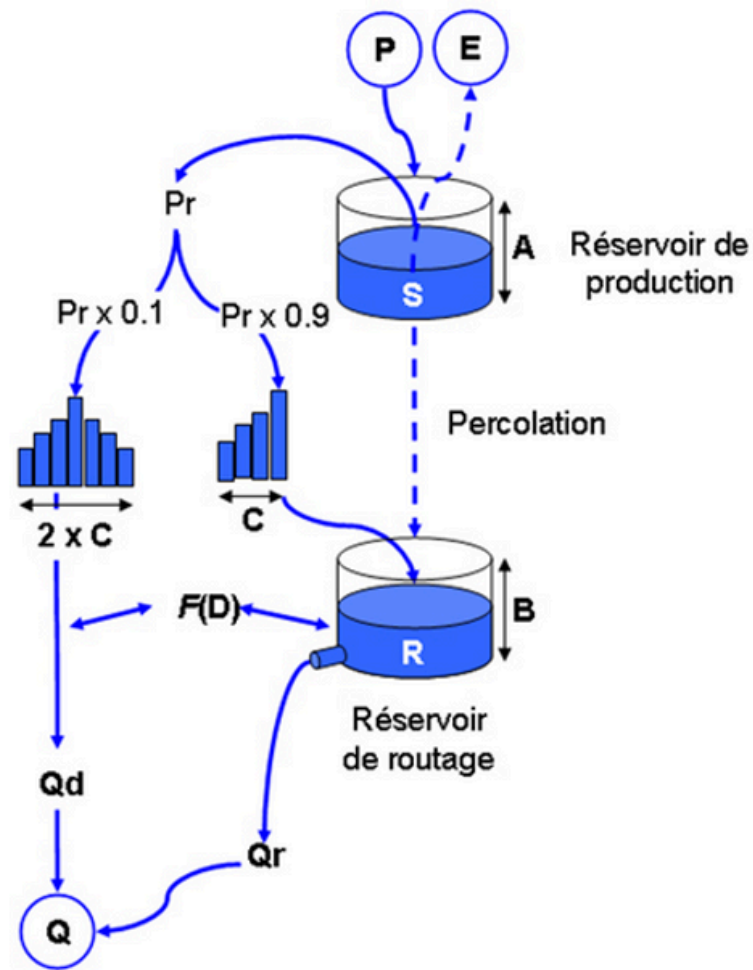 P
E
Pr
A
Réservoir de
production
S
Pr x 0.1
Pr x 0.9
Percolation
C
2 x C
F(D)
B
R
Réservoir
de routage
Qd
Qr
Q